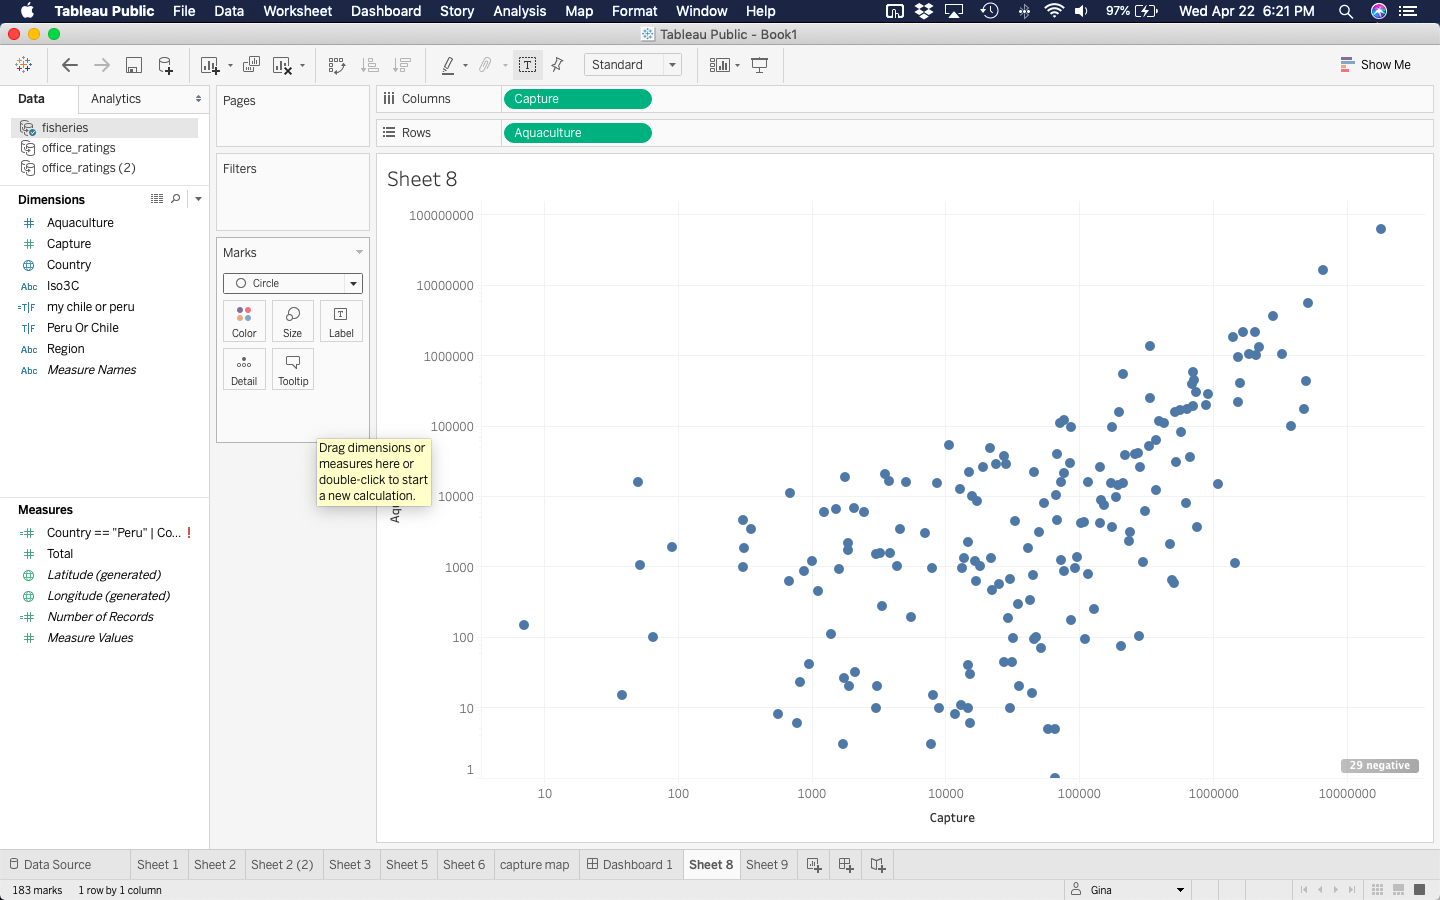 Tableau Public File Data Worksheet Dashboard Story Analysis Map Format Window Help 97% Wed Apr 22 6:21 PM
Tableau Public - Book1
Standard Show Me
Data Analytics
fisheries
office_ratings
office_ratings (2)
Dimensions
# Aquaculture
# Capture
Country
Abc Iso3C
=T|F my chile or peru
T|F Peru Or Chile
Abc Region
Abc Measure Names
Measures
=# Country == "Peru" | Co... !
# Total
Latitude (generated)
Longitude (generated)
=# Number of Records
# Measure Values
Pages
Filters
Marks
Circle
Color Size Label
Detail Tooltip
Drag dimensions or
measures here or
double-click to start
a new calculation.
Columns Capture
Rows Aquaculture
Sheet 8
100000000
10000000
1000000
100000
10000
1000
100
10
1
Aq
29 negative
10 100 1000 10000 100000 1000000 10000000
Capture
Data Source Sheet 1 Sheet 2 Sheet 2 (2) Sheet 3 Sheet 5 Sheet 6 capture map Dashboard 1 Sheet 8 Sheet 9
183 marks 1 row by 1 column Gina